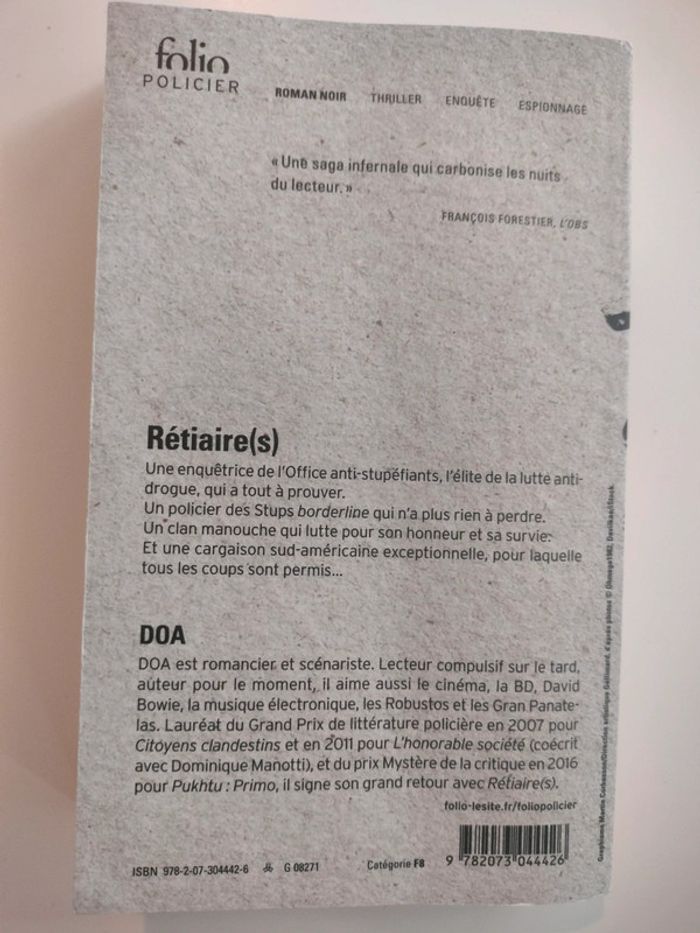 folio
POLICIER
ROMAN NOIR THRILLER ENQUÊTE ESPIONNAGE
« Une saga infernale qui carbonise les nuits
du lecteur. »
FRANÇOIS FORESTIER, L'OBS
Rétiaire(s)
Une enquêtrice de l'Office anti-stupéfiants, l'élite de la lutte anti-
drogue, qui a tout à prouver.
Un policier des Stups borderline qui n'a plus rien à perdre.
Un clan manouche qui lutte pour son honneur et sa survie.
Et une cargaison sud-américaine exceptionnelle, pour laquelle
tous les coups sont permis...
DOA
DOA est romancier et scénariste. Lecteur compulsif sur le tard,
auteur pour le moment, il aime aussi le cinéma, la BD, David
Bowie, la musique électronique, les Robustos et les Gran Panate-
las. Lauréat du Grand Prix de littérature policière en 2007 pour
Citoyens clandestins et en 2011 pour L'honorable société (coécrit
avec Dominique Manotti), et du prix Mystère de la critique en 2016
pour Pukhtu : Primo, il signe son grand retour avec Rétiaire(s).
folio-lesite.fr/foliopolicier
ISBN 978-2-07-304442-6 G 08271 Catégorie F8 9 782073 044426
artistique Gallimard, d'après photos ©